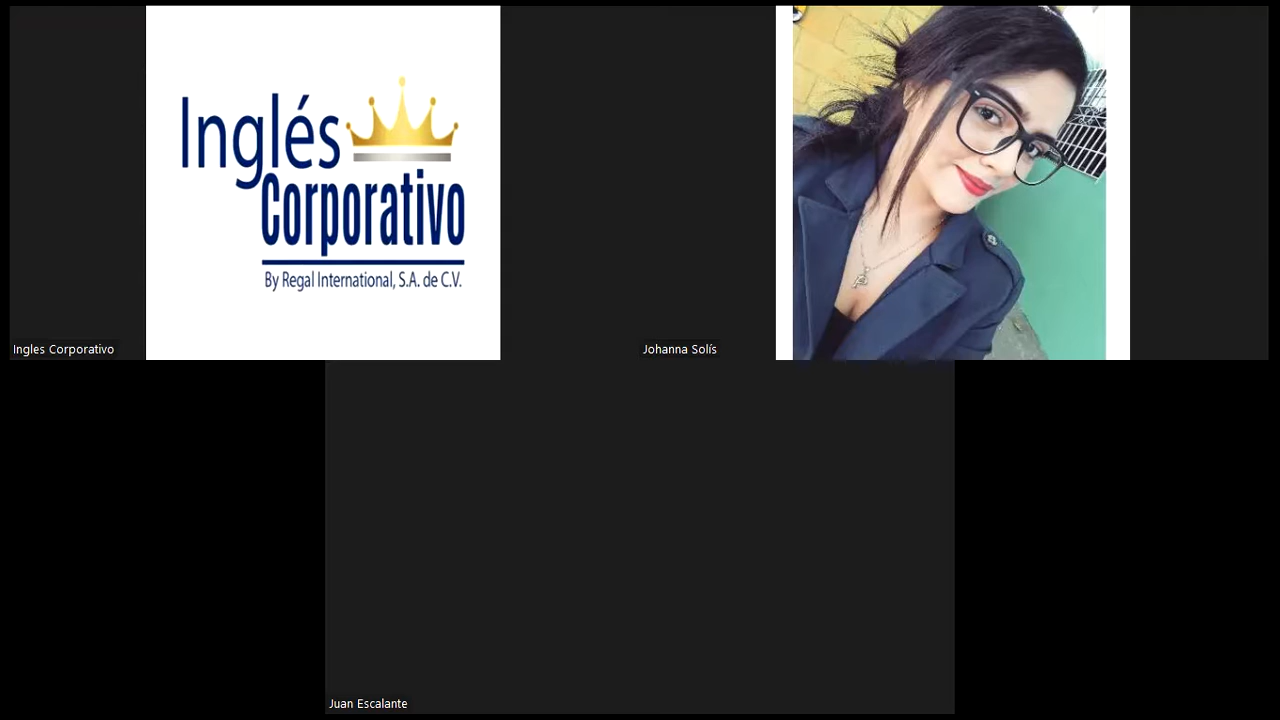 Inglés
Corporativo
By Regal International, S.A. de C.V.
Ingles Corporativo
Johanna Solís
Juan Escalante